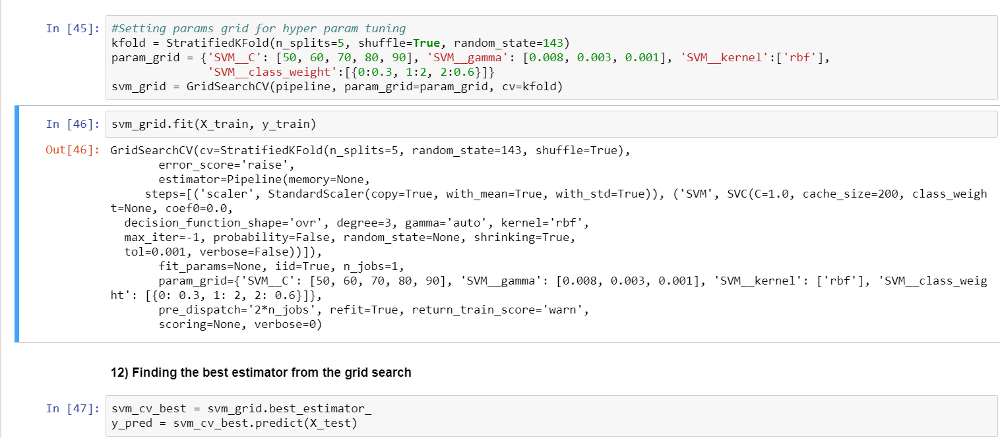 In [45]: #Setting params grid for hyper param tuning
kfold = StratifiedKFold(n_splits=5, shuffle=True, random_state=143)
param_grid = {'SVM__C': [50, 60, 70, 80, 90], 'SVM__gamma': [0.008, 0.003, 0.001], 'SVM__kernel':['rbf'],
'SVM__class_weight':[{0:0.3, 1:2, 2:0.6}]}
svm_grid = GridSearchCV(pipeline, param_grid=param_grid, cv=kfold)
In [46]: svm_grid.fit(X_train, y_train)
Out[46]: GridSearchCV(cv=StratifiedKFold(n_splits=5, random_state=143, shuffle=True),
error_score='raise',
estimator=Pipeline(memory=None,
steps=[('scaler', StandardScaler(copy=True, with_mean=True, with_std=True)), ('SVM', SVC(C=1.0, cache_size=200, class_weigh
t=None, coef0=0.0,
decision_function_shape='ovr', degree=3, gamma='auto', kernel='rbf',
max_iter=-1, probability=False, random_state=None, shrinking=True,
tol=0.001, verbose=False))]),
fit_params=None, iid=True, n_jobs=1,
param_grid={'SVM__C': [50, 60, 70, 80, 90], 'SVM__gamma': [0.008, 0.003, 0.001], 'SVM__kernel': ['rbf'], 'SVM__class_weig
ht': [{0: 0.3, 1: 2, 2: 0.6}]},
pre_dispatch='2*n_jobs', refit=True, return_train_score='warn',
scoring=None, verbose=0)
12) Finding the best estimator from the grid search
In [47]: svm_cv_best = svm_grid.best_estimator_
y_pred = svm_cv_best.predict(X_test)